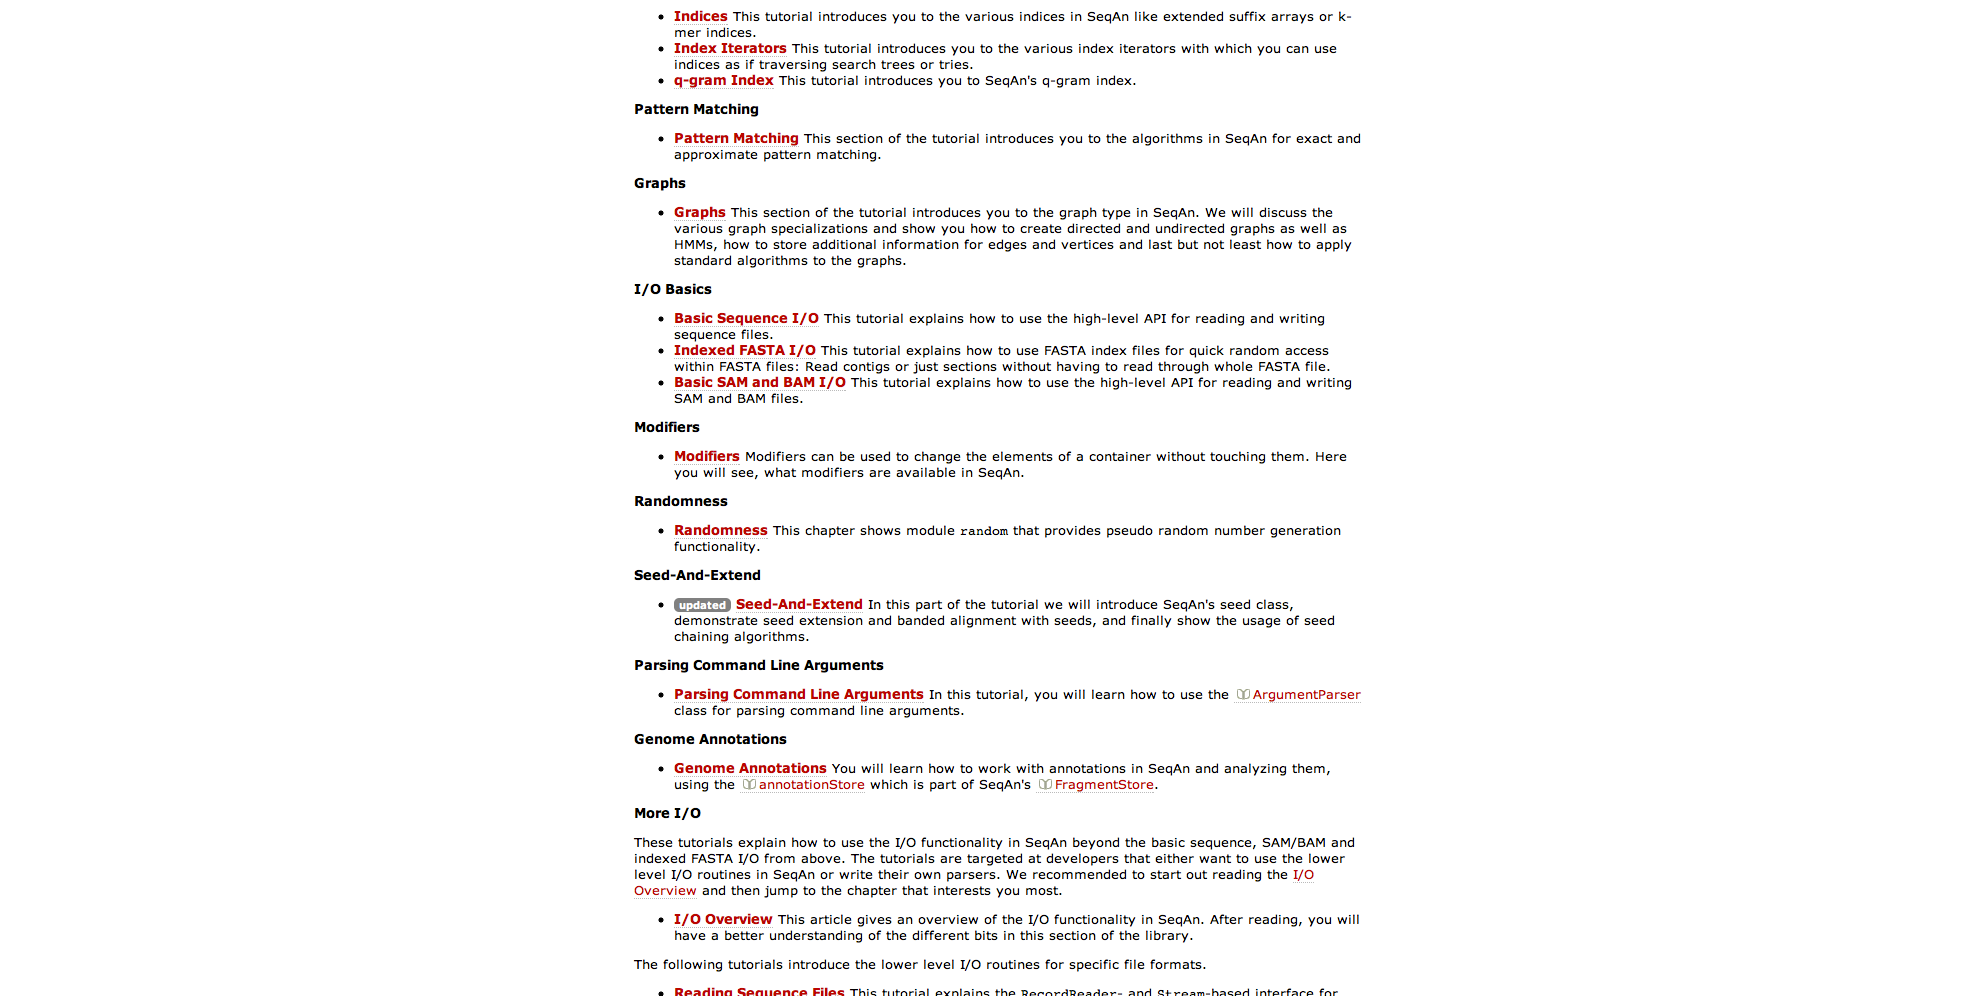 Indices This tutorial introduces you to the various indices in SeqAn like extended suffix arrays or k-
mer indices.
Index Iterators This tutorial introduces you to the various index iterators with which you can use
indices as if traversing search trees or tries.
q-gram Index This tutorial introduces you to SeqAn's q-gram index.
Pattern Matching
Pattern Matching This section of the tutorial introduces you to the algorithms in SeqAn for exact and
approximate pattern matching.
Graphs
Graphs This section of the tutorial introduces you to the graph type in SeqAn. We will discuss the
various graph specializations and show you how to create directed and undirected graphs as well as
HMMs, how to store additional information for edges and vertices and last but not least how to apply
standard algorithms to the graphs.
I/O Basics
Basic Sequence I/O This tutorial explains how to use the high-level API for reading and writing
sequence files.
Indexed FASTA I/O This tutorial explains how to use FASTA index files for quick random access
within FASTA files: Read contigs or just sections without having to read through whole FASTA file.
Basic SAM and BAM I/O This tutorial explains how to use the high-level API for reading and writing
SAM and BAM files.
Modifiers
Modifiers Modifiers can be used to change the elements of a container without touching them. Here
you will see, what modifiers are available in SeqAn.
Randomness
Randomness This chapter shows module random that provides pseudo random number generation
functionality.
Seed-And-Extend
updated Seed-And-Extend In this part of the tutorial we will introduce SeqAn's seed class,
demonstrate seed extension and banded alignment with seeds, and finally show the usage of seed
chaining algorithms.
Parsing Command Line Arguments
Parsing Command Line Arguments In this tutorial, you will learn how to use the ArgumentParser
class for parsing command line arguments.
Genome Annotations
Genome Annotations You will learn how to work with annotations in SeqAn and analyzing them,
using the annotationStore which is part of SeqAn's FragmentStore.
More I/O
These tutorials explain how to use the I/O functionality in SeqAn beyond the basic sequence, SAM/BAM and
indexed FASTA I/O from above. The tutorials are targeted at developers that either want to use the lower
level I/O routines in SeqAn or write their own parsers. We recommended to start out reading the I/O
Overview and then jump to the chapter that interests you most.
I/O Overview This article gives an overview of the I/O functionality in SeqAn. After reading, you will
have a better understanding of the different bits in this section of the library.
The following tutorials introduce the lower level I/O routines for specific file formats.
Reading Sequence Files This tutorial explains the RecordReader- and Stream-based interface for